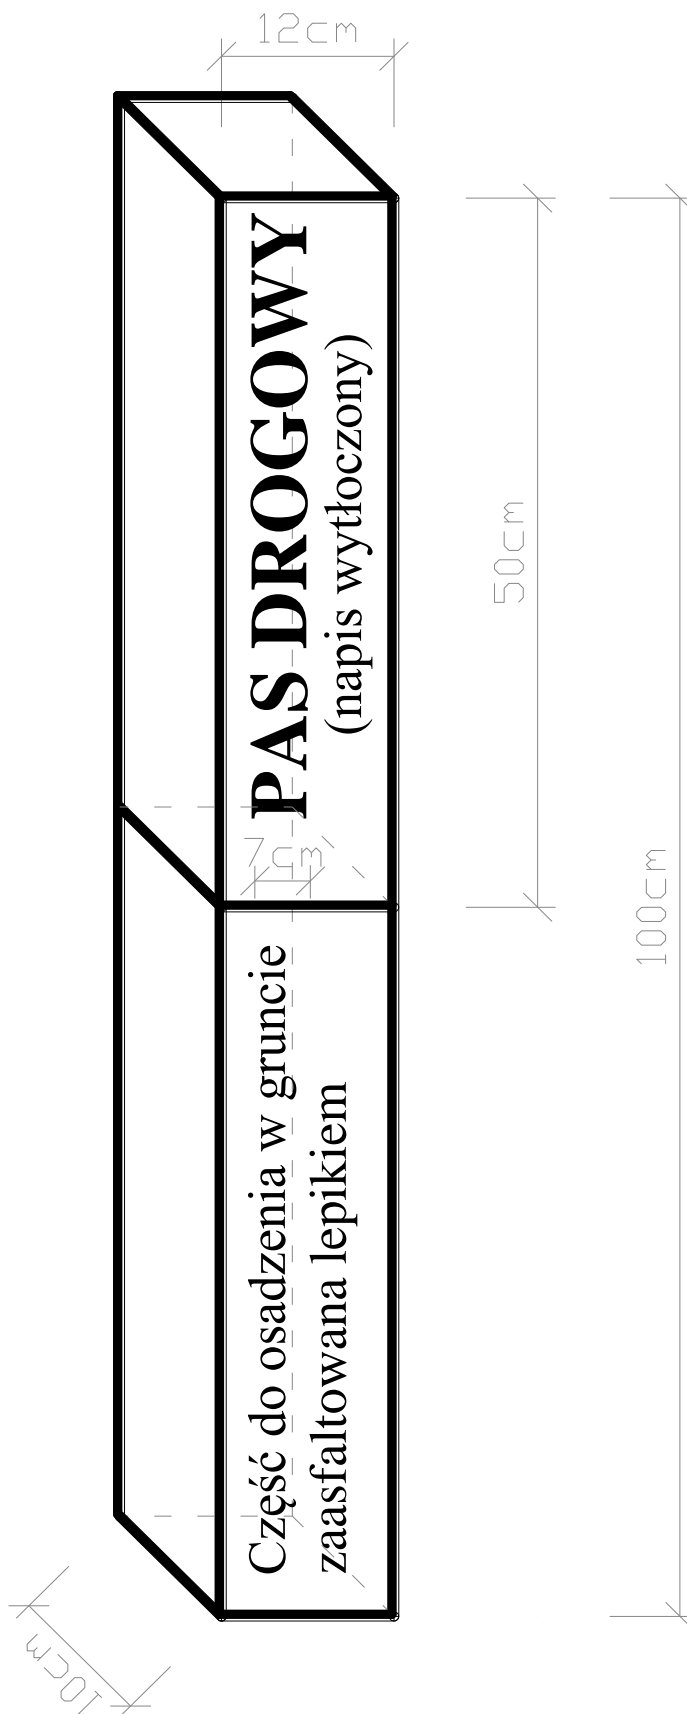 12cm
PAS DROGOWY
(napis wytłoczony)
50cm
7cm
100cm
Część do osadzenia w gruncie
zaasfaltowana lepikiem
10cm